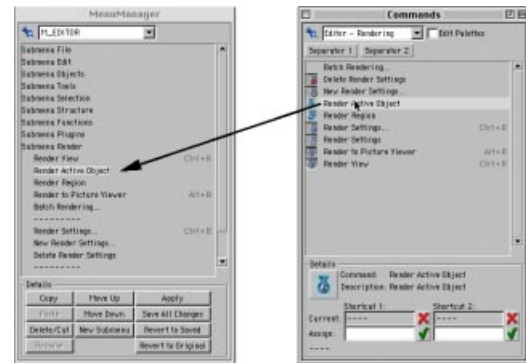 MenuManager
M_EDITOR
Submenu File
Submenu Edit
Submenu Objects
Submenu Tools
Submenu Selection
Submenu Structure
Submenu Functions
Submenu Plugins
Submenu Render
Render View Ctrl+R
Render Active Object
Render Region
Render to Picture Viewer Alt+R
Batch Rendering...
---------
Render Settings... Ctrl+B
New Render Settings...
Delete Render Settings
---------
Details
Copy Move Up Apply
Paste Move Down Save All Changes
Delete/Cut New Submenu Revert to Saved
Rename Revert to Original
Commands
Editor - Rendering Edit Palettes
Separator 1 Separator 2
Batch Rendering...
Delete Render Settings
New Render Settings...
Render Active Object
Render Region
Render Settings... Ctrl+B
Render Settings
Render to Picture Viewer Alt+R
Render View Ctrl+R
Details
Command: Render Active Object
Description: Render Active Object
Shortcut 1: Shortcut 2:
Current: ---- ----
Assign:
----